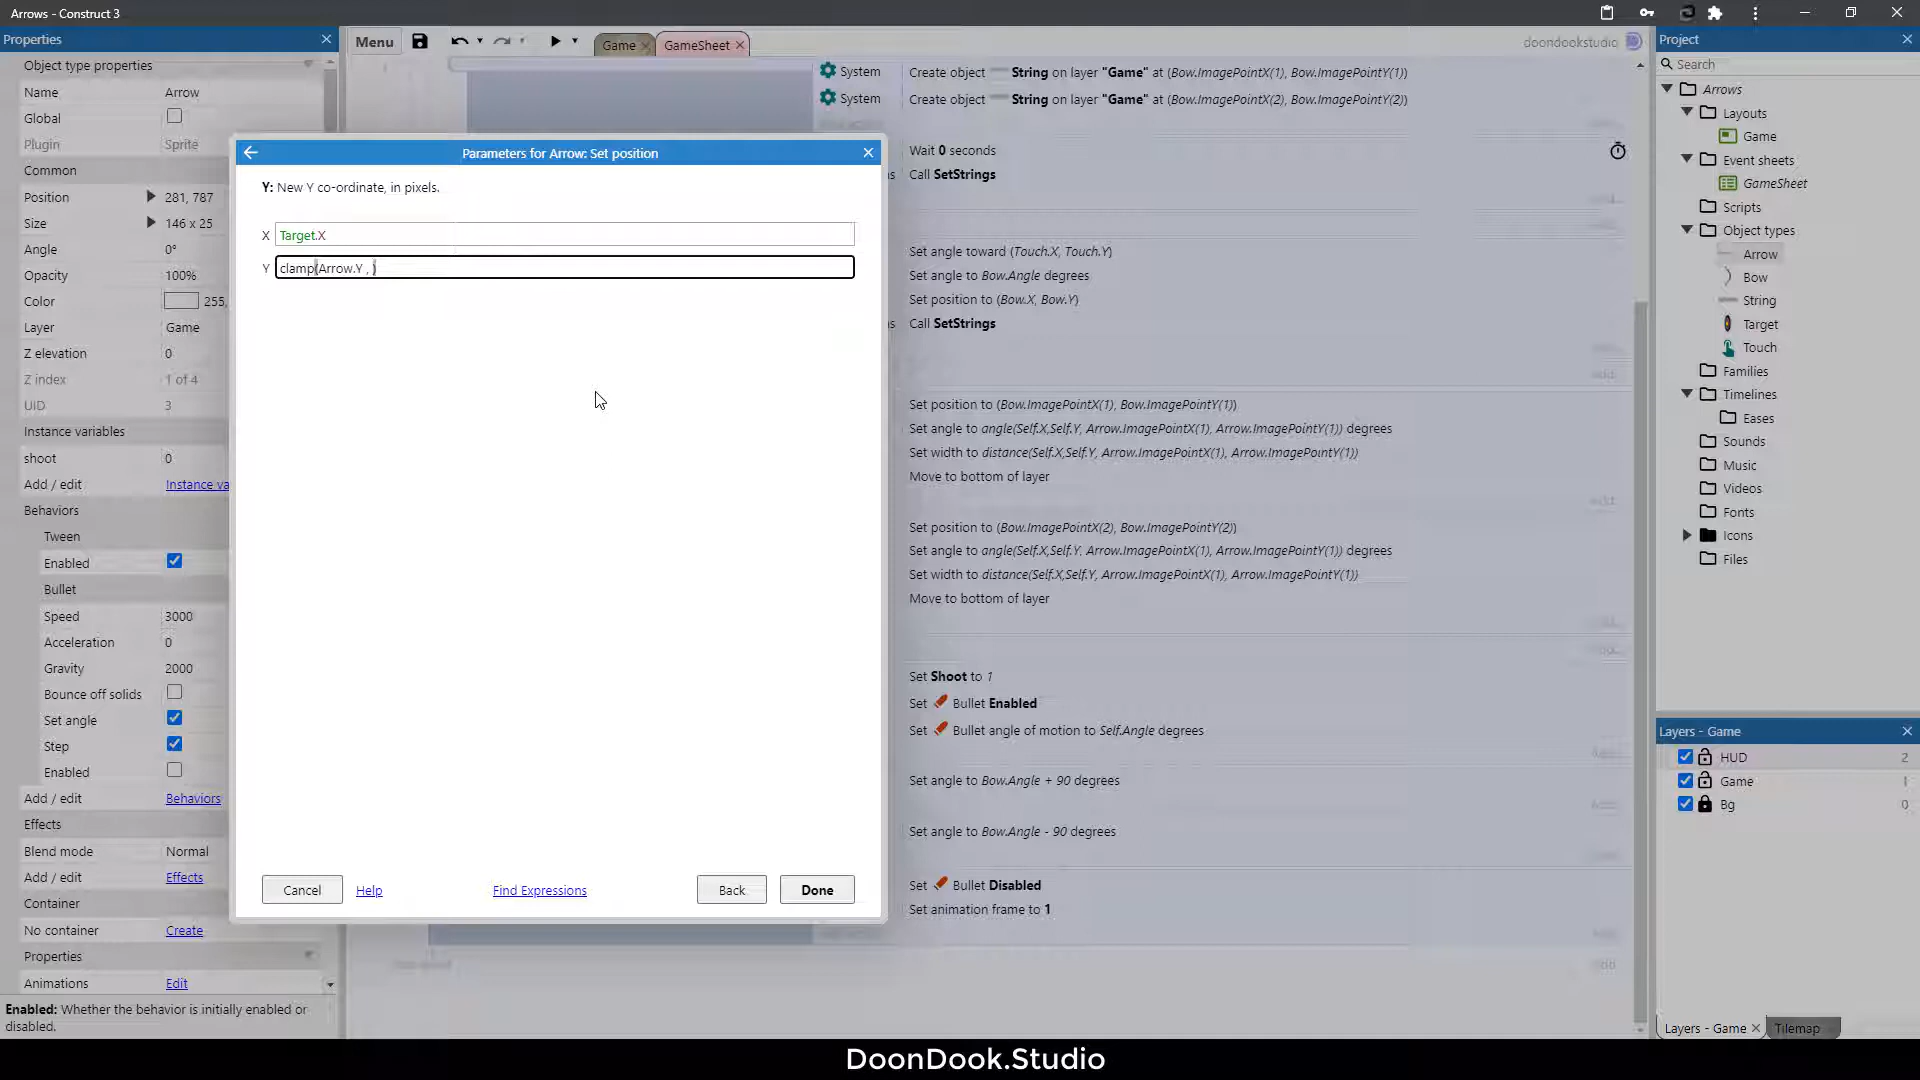 Arrows - Construct 3
Properties
Object type properties
Name Arrow
Global
Plugin Sprite
Common
Position 281, 787
Size 146 x 25
Angle 0°
Opacity 100%
Color 255,
Layer Game
Z elevation 0
Z index 1 of 4
UID 3
Instance variables
shoot 0
Add / edit Instance va
Behaviors
Tween
Enabled
Bullet
Speed 3000
Acceleration 0
Gravity 2000
Bounce off solids
Set angle
Step
Enabled
Add / edit Behaviors
Effects
Blend mode Normal
Add / edit Effects
Container
No container Create
Properties
Animations Edit
Enabled: Whether the behavior is initially enabled or
disabled.
Menu
Game
GameSheet
doondookstudio
System Create object String on layer "Game" at (Bow.ImagePointX(1), Bow.ImagePointY(1))
System Create object String on layer "Game" at (Bow.ImagePointX(2), Bow.ImagePointY(2))
Wait 0 seconds
Call SetStrings
Set angle toward (Touch.X, Touch.Y)
Set angle to Bow.Angle degrees
Set position to (Bow.X, Bow.Y)
Call SetStrings
Set position to (Bow.ImagePointX(1), Bow.ImagePointY(1))
Set angle to angle(Self.X,Self.Y, Arrow.ImagePointX(1), Arrow.ImagePointY(1)) degrees
Set width to distance(Self.X,Self.Y, Arrow.ImagePointX(1), Arrow.ImagePointY(1))
Move to bottom of layer
Set position to (Bow.ImagePointX(2), Bow.ImagePointY(2))
Set angle to angle(Self.X,Self.Y, Arrow.ImagePointX(1), Arrow.ImagePointY(1)) degrees
Set width to distance(Self.X,Self.Y, Arrow.ImagePointX(1), Arrow.ImagePointY(1))
Move to bottom of layer
Set Shoot to 1
Set Bullet Enabled
Set Bullet angle of motion to Self.Angle degrees
Set angle to Bow.Angle + 90 degrees
Set angle to Bow.Angle - 90 degrees
Set Bullet Disabled
Set animation frame to 1
Parameters for Arrow: Set position
Y: New Y co-ordinate, in pixels.
X Target.X
Y clamp(Arrow.Y , )
Cancel
Help
Find Expressions
Back
Done
Project
Search
Arrows
Layouts
Game
Event sheets
GameSheet
Scripts
Object types
Arrow
Bow
String
Target
Touch
Families
Timelines
Eases
Sounds
Music
Videos
Fonts
Icons
Files
Layers - Game
HUD 2
Game 1
Bg 0
Layers - Game
Tilemap
DoonDook.Studio